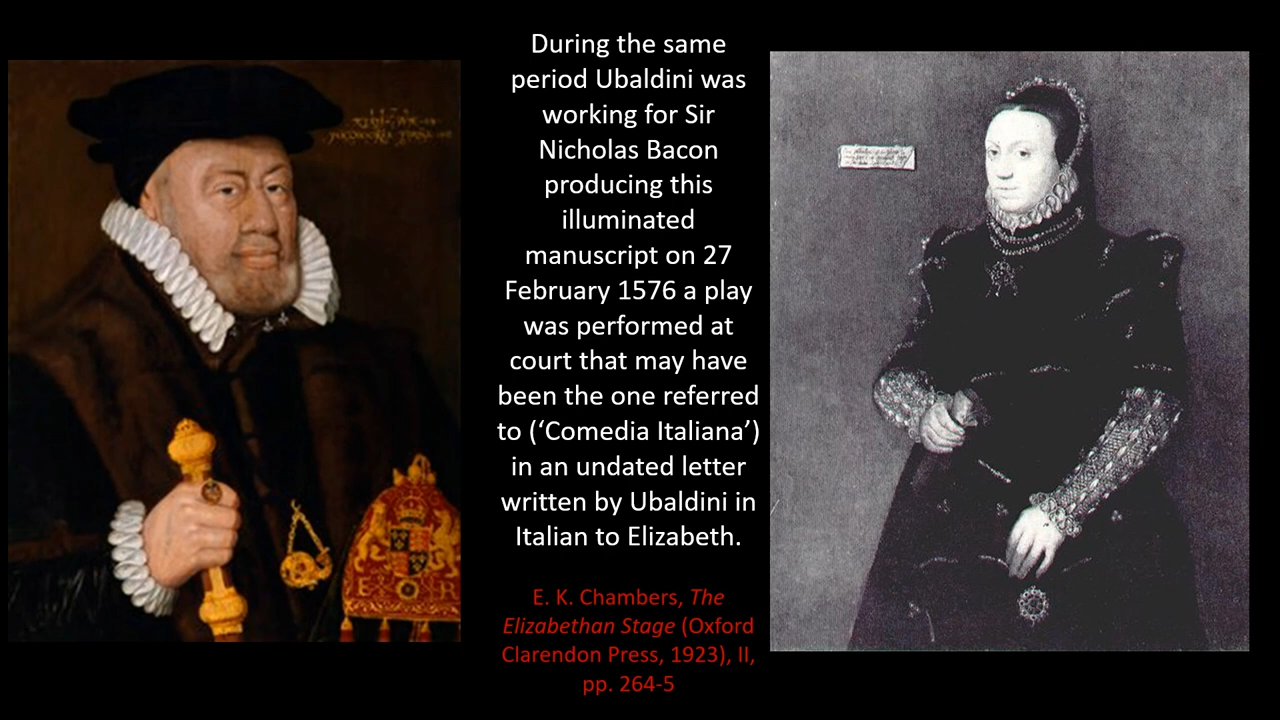 During the same
period Ubaldini was
working for Sir
Nicholas Bacon
producing this
illuminated
manuscript on 27
February 1576 a play
was performed at
court that may have
been the one referred
to (‘Comedia Italiana’)
in an undated letter
written by Ubaldini in
Italian to Elizabeth.
E. K. Chambers, The
Elizabethan Stage (Oxford
Clarendon Press, 1923), II,
pp. 264-5
E R